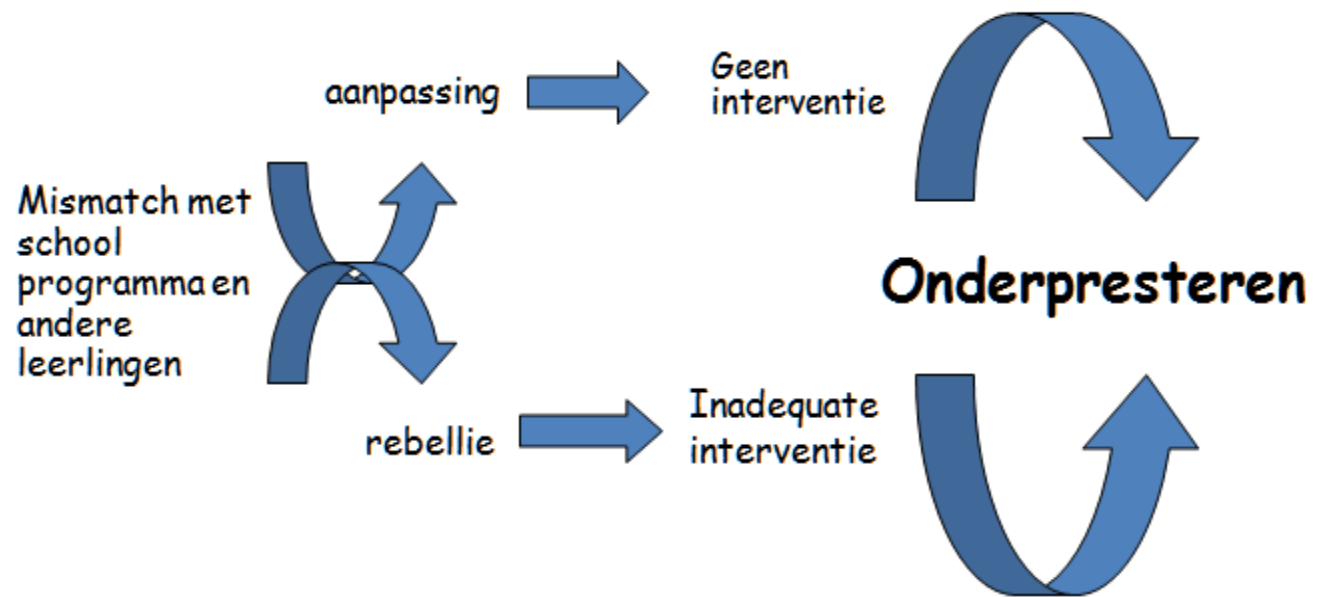 aanpassing
Geen
interventie
Mismatch met
school
programma en
andere
leerlingen
Onderpresteren
rebellie
Inadequate
interventie